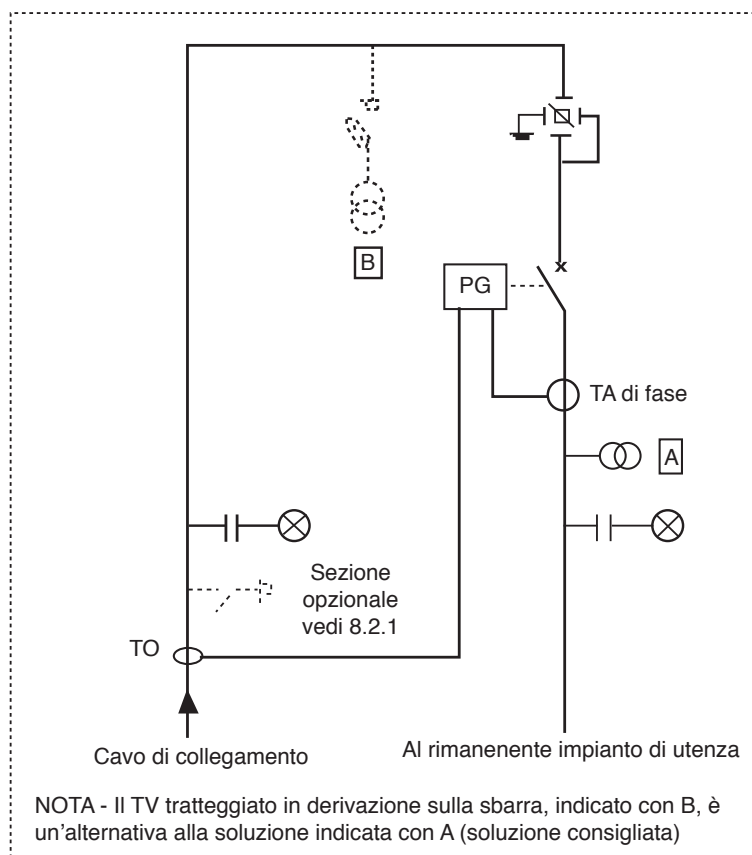 B
PG
TA di fase
A
Sezione
opzionale
vedi 8.2.1
TO
Cavo di collegamento
Al rimanenente impianto di utenza
NOTA - Il TV tratteggiato in derivazione sulla sbarra, indicato con B, è
un'alternativa alla soluzione indicata con A (soluzione consigliata)